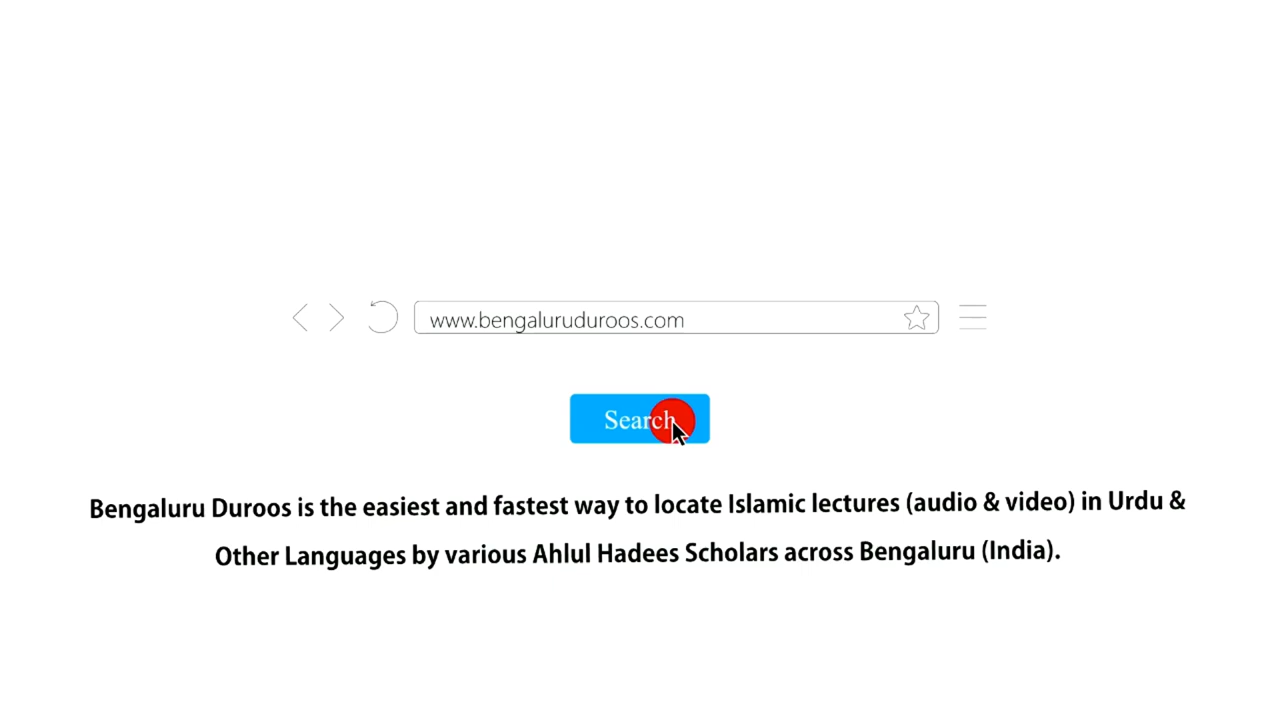 www.bengaluruduroos.com
Search
Bengaluru Duroos is the easiest and fastest way to locate Islamic lectures (audio & video) in Urdu &
Other Languages by various Ahlul Hadees Scholars across Bengaluru (India).